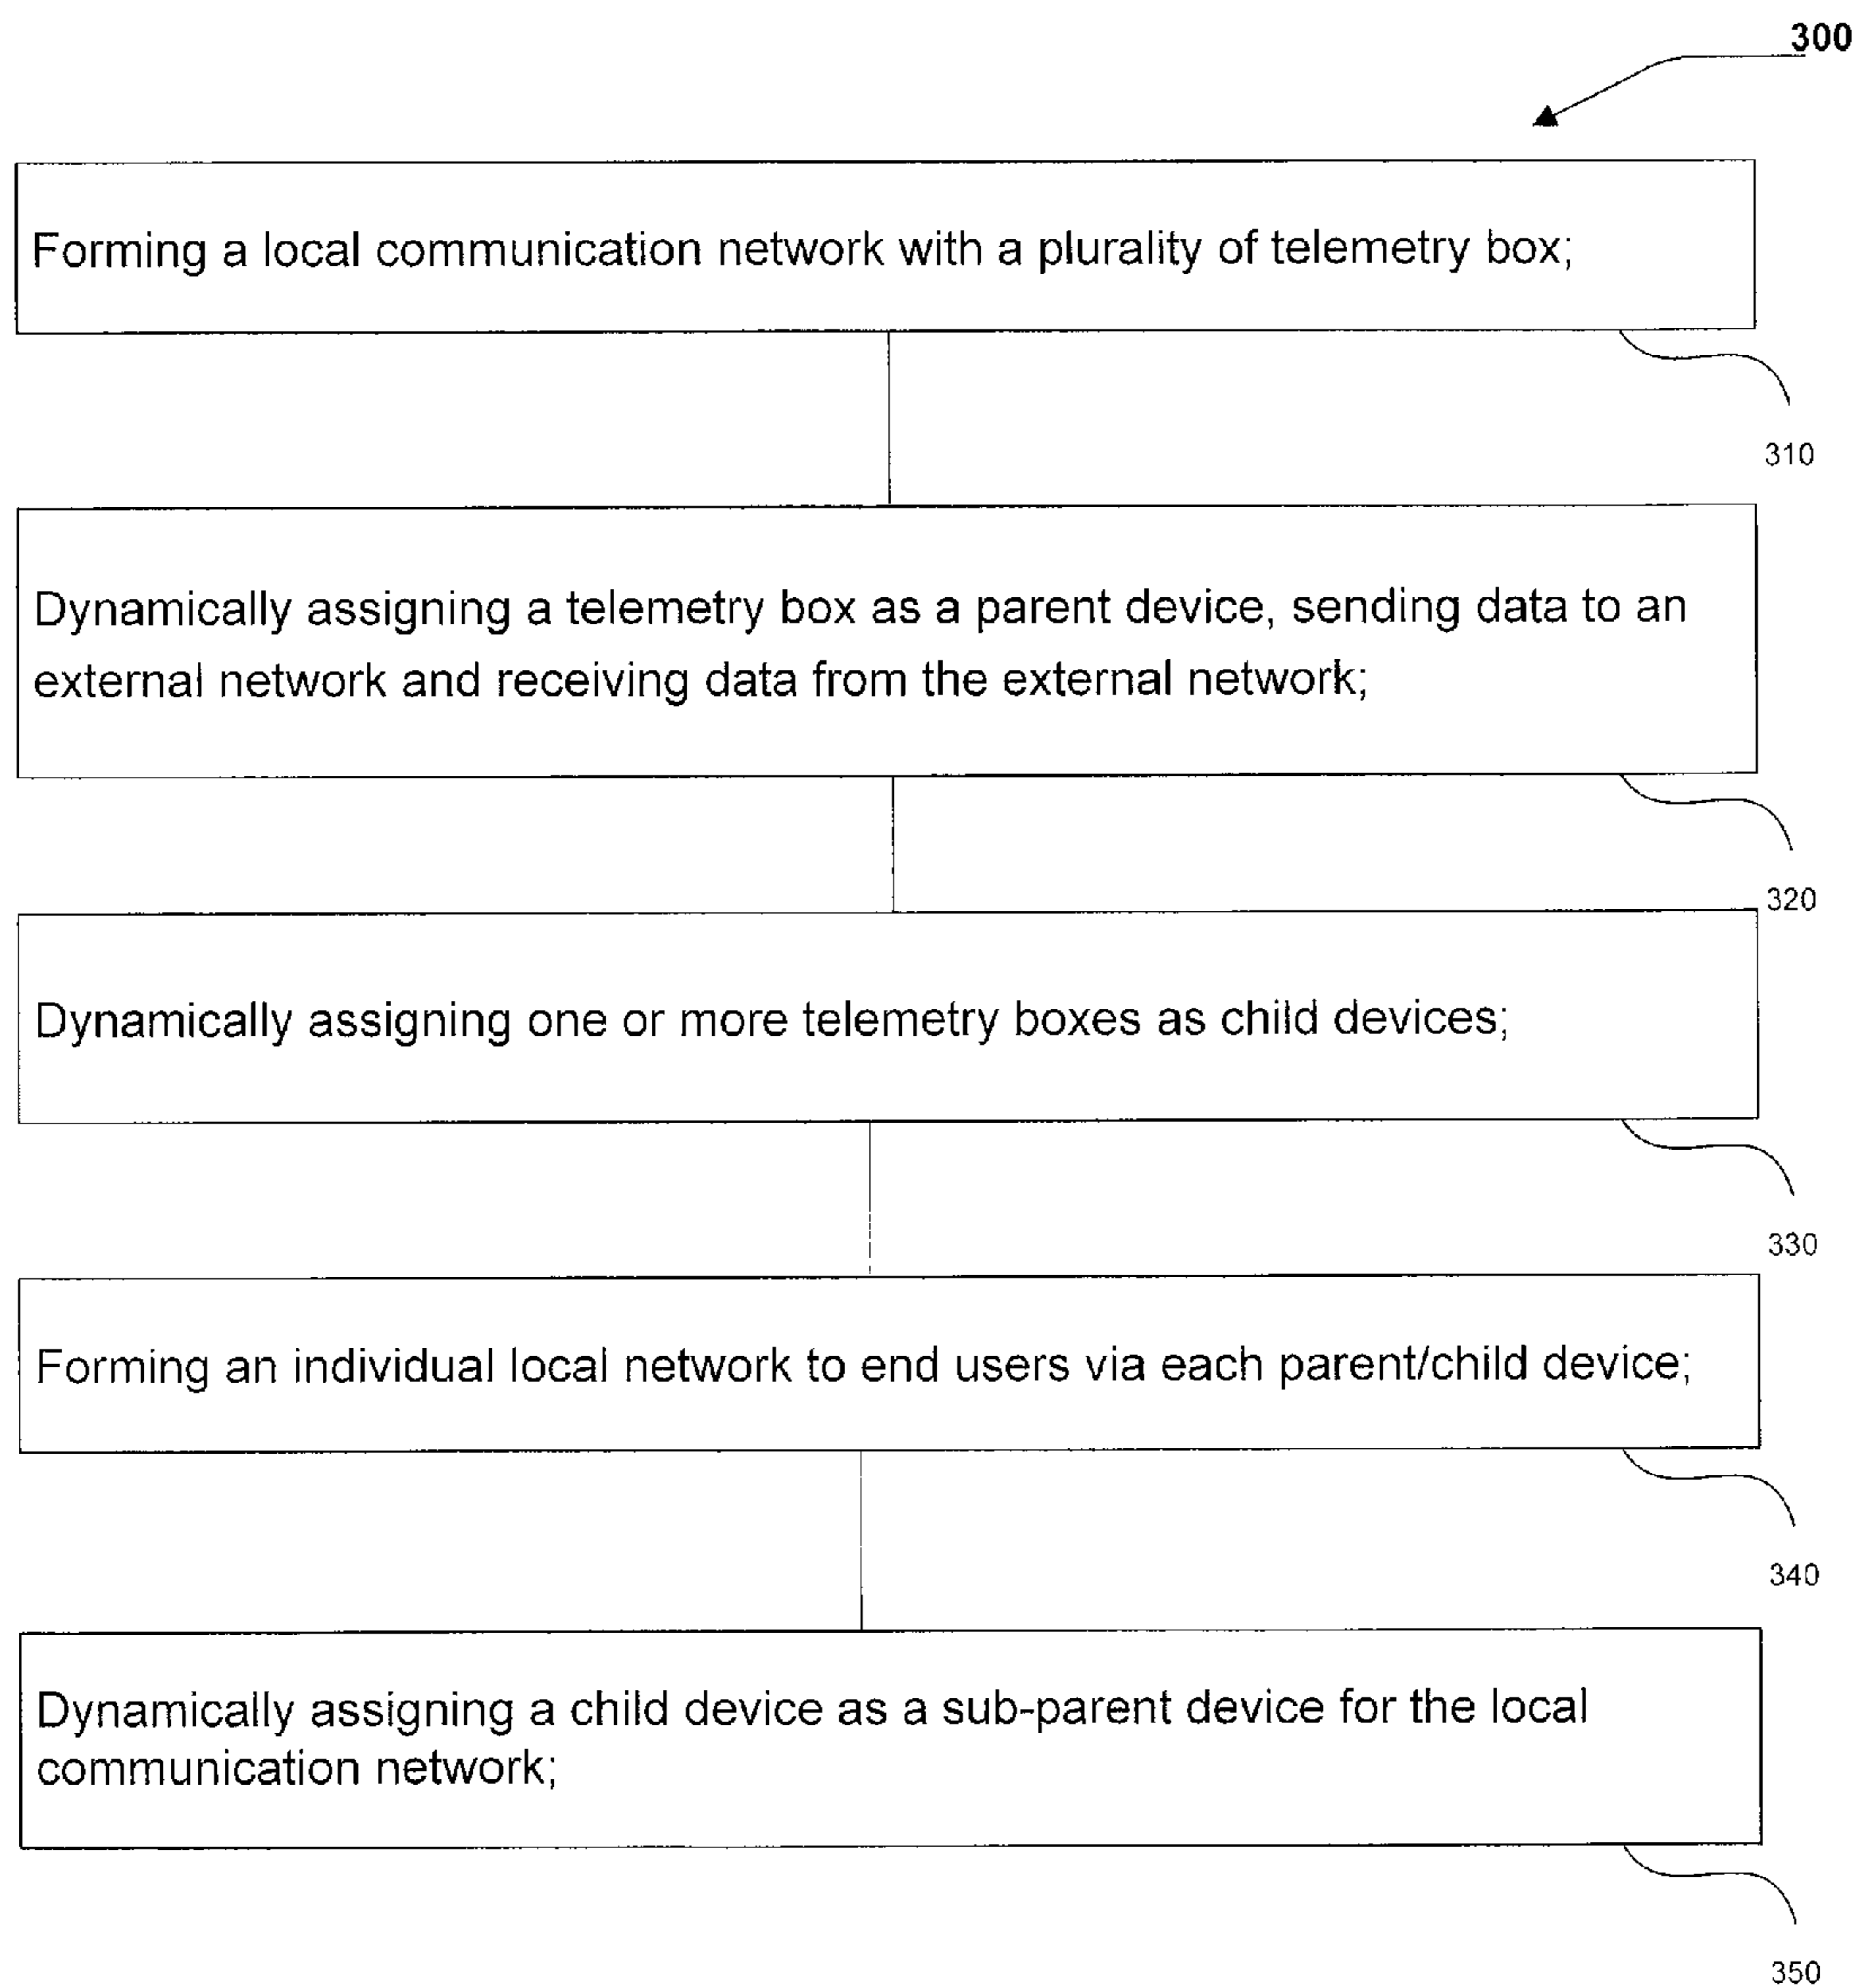 300
Forming a local communication network with a plurality of telemetry box;
310
Dynamically assigning a telemetry box as a parent device, sending data to an
external network and receiving data from the external network;
320
Dynamically assigning one or more telemetry boxes as child devices;
330
Forming an individual local network to end users via each parent/child device;
340
Dynamically assigning a child device as a sub-parent device for the local
communication network;
350